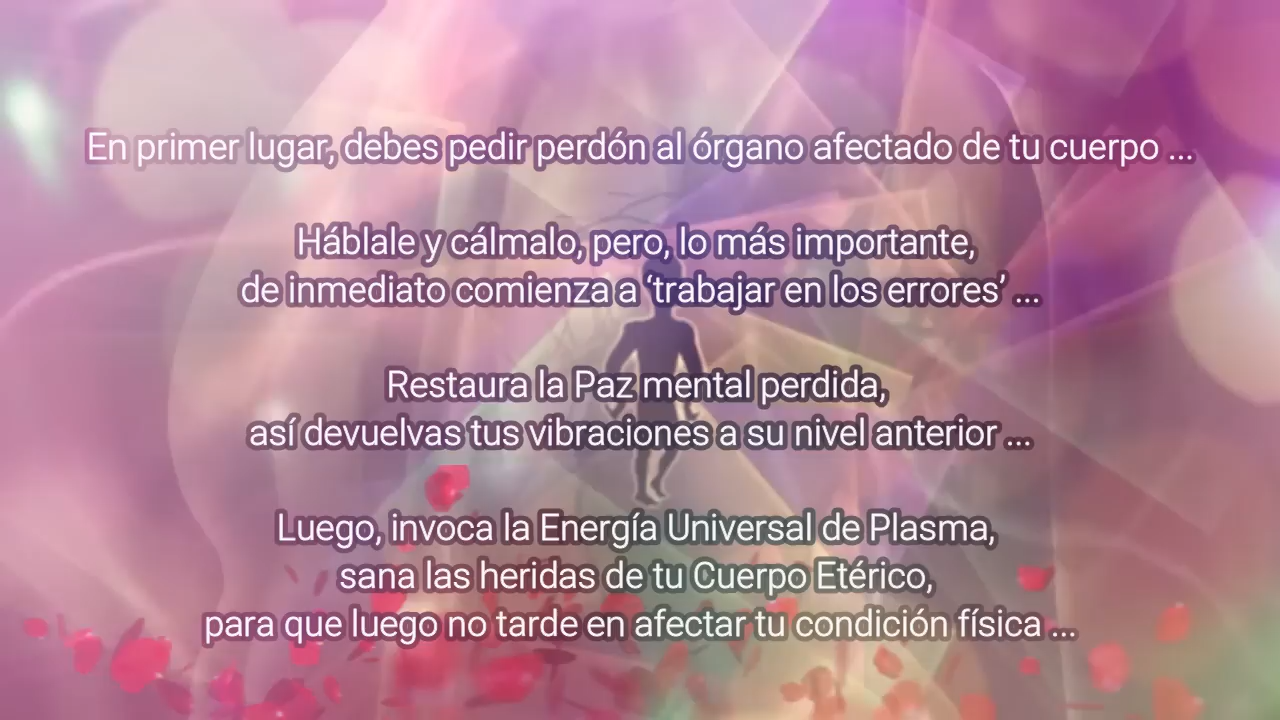 En primer lugar, debes pedir perdón al órgano afectado de tu cuerpo ...
Háblale y cálmalo, pero, lo más importante,
de inmediato comienza a ‘trabajar en los errores’ ...
Restaura la Paz mental perdida,
así devuelvas tus vibraciones a su nivel anterior ...
Luego, invoca la Energía Universal de Plasma,
sana las heridas de tu Cuerpo Etérico,
para que luego no tarde en afectar tu condición física ...